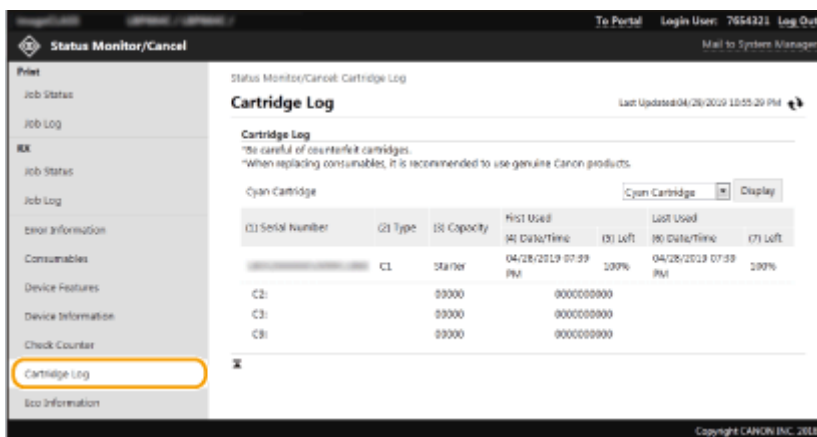 To Portal Login User: 7654321 Log Out
Status Monitor/Cancel
Mail to System Manager
Print
Job Status
Job Log
RX
Job Status
Job Log
Error Information
Consumables
Device Features
Device Information
Check Counter
Cartridge Log
Eco Information
Status Monitor/Cancel: Cartridge Log
Cartridge Log
Last Updated:04/28/2019 10:55:29 PM
Cartridge Log
*Be careful of counterfeit cartridges.
*When replacing consumables, it is recommended to use genuine Canon products.
Cyan Cartridge
Cyan Cartridge Display
(1) Serial Number (2) Type (3) Capacity First Used Last Used
(4) Date/Time (5) Left (6) Date/Time (7) Left
C1 Starter 04/28/2019 07:39 PM 100% 04/28/2019 07:39 PM 100%
C2: 00000 0000000000
C3: 00000 0000000000
C9: 00000 0000000000
Copyright CANON INC. 2018